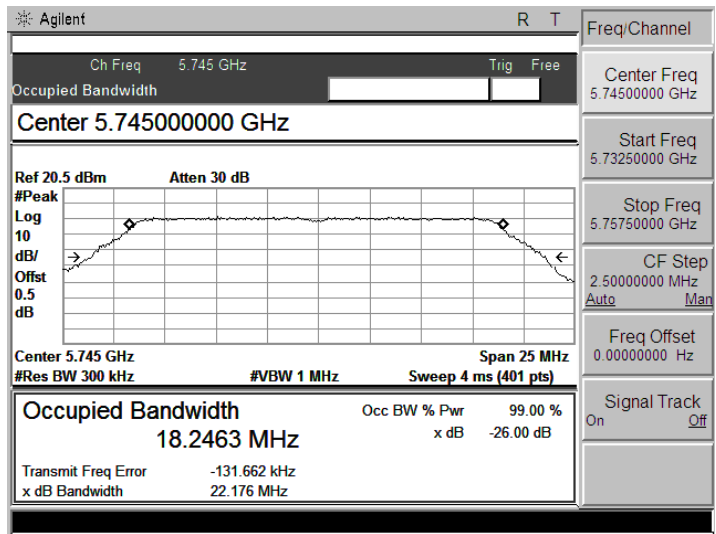 Agilent R T
Ch Freq 5.745 GHz Trig Free
Occupied Bandwidth
Center 5.745000000 GHz
Ref 20.5 dBm Atten 30 dB
#Peak
Log
10
dB/
Offst
0.5
dB
Center 5.745 GHz Span 25 MHz
#Res BW 300 kHz #VBW 1 MHz Sweep 4 ms (401 pts)
Occupied Bandwidth Occ BW % Pwr 99.00 %
18.2463 MHz x dB -26.00 dB
Transmit Freq Error -131.662 kHz
x dB Bandwidth 22.176 MHz
Freq/Channel
Center Freq
5.74500000 GHz
Start Freq
5.73250000 GHz
Stop Freq
5.75750000 GHz
CF Step
2.50000000 MHz
Auto Man
Freq Offset
0.00000000 Hz
Signal Track
On Off